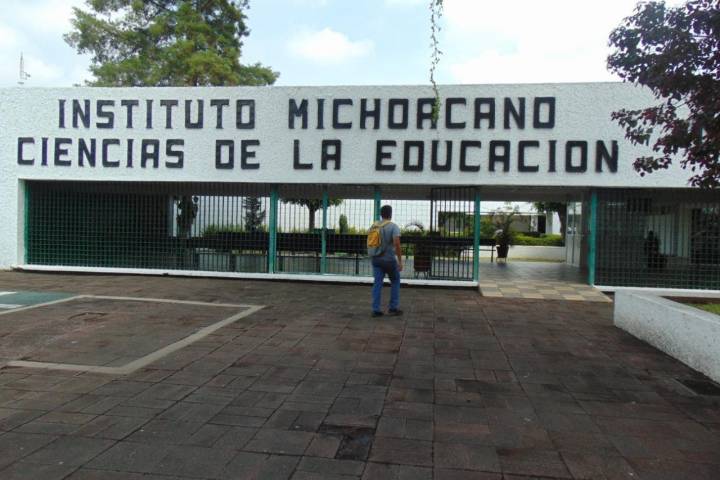 INSTITUTO MICHOACANO
CIENCIAS DE LA EDUCACION